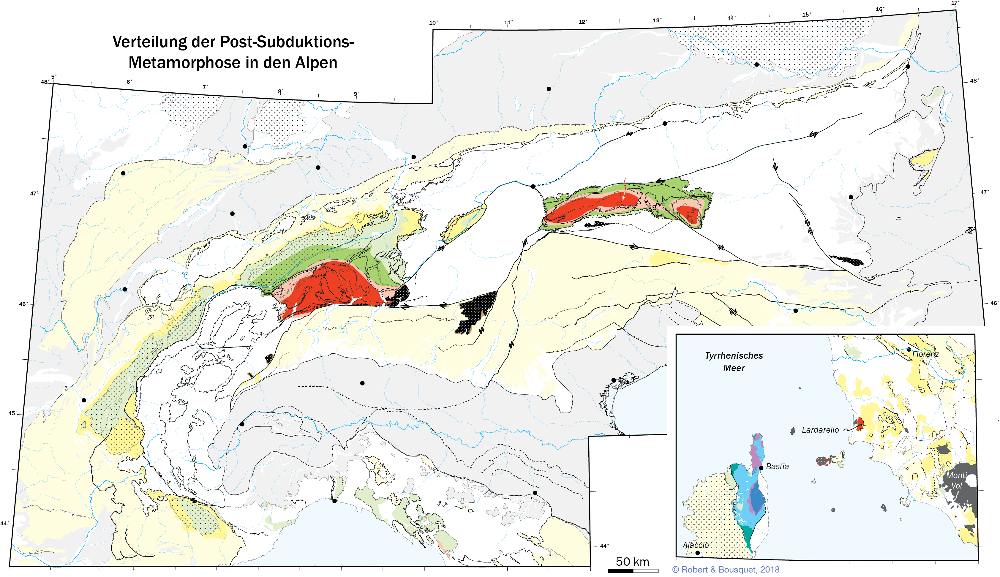 Verteilung der Post-Subduktions-
Metamorphose in den Alpen
5°
6°
7°
8°
9°
10°
11°
12°
18°
14°
15°
16°
17°
48°
47°
46°
45°
44°
48°
47°
46°
44°
Tyrrhenisches
Meer
Florenz
Lardarello
Bastia
Monti
Vol
Ajaccio
50 km
© Robert & Bousquet, 2018